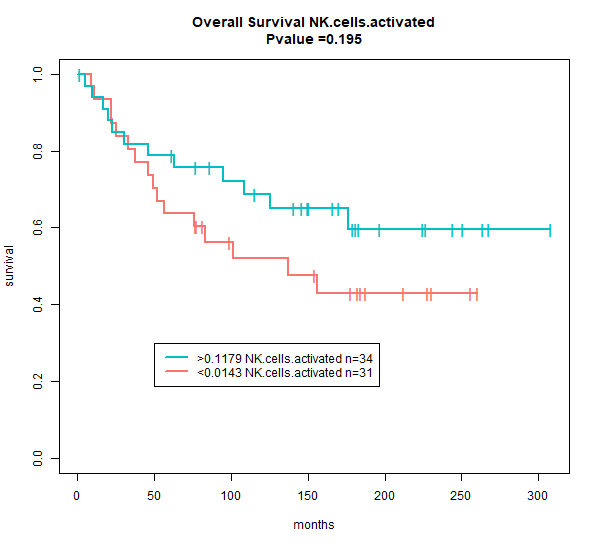 Overall Survival NK.cells.activated
Pvalue =0.195
survival
1.0
0.8
0.6
0.4
0.2
0.0
>0.1179 NK.cells.activated n=34
<0.0143 NK.cells.activated n=31
0 50 100 150 200 250 300
months